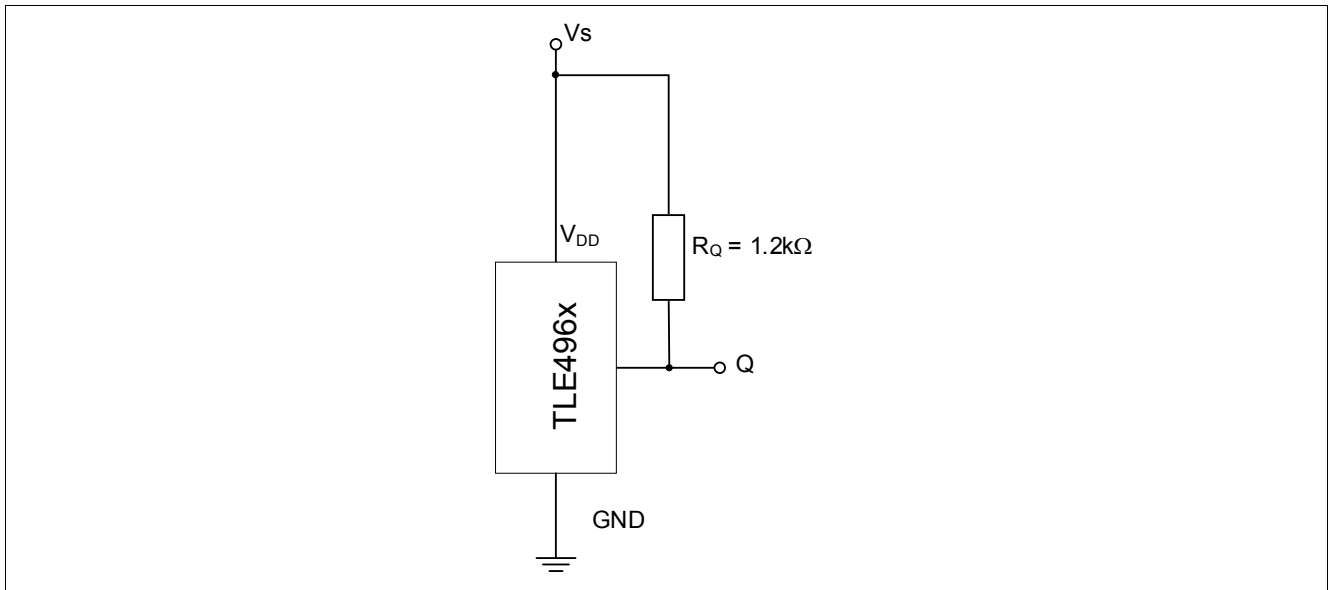 Vs
VDD
RQ = 1.2kΩ
TLE496x
Q
GND